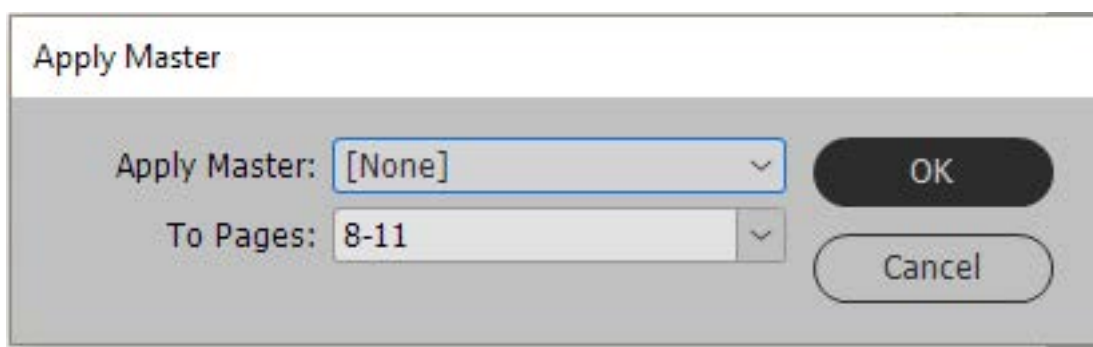 Apply Master
Apply Master: [None]
OK
To Pages: 8-11
Cancel